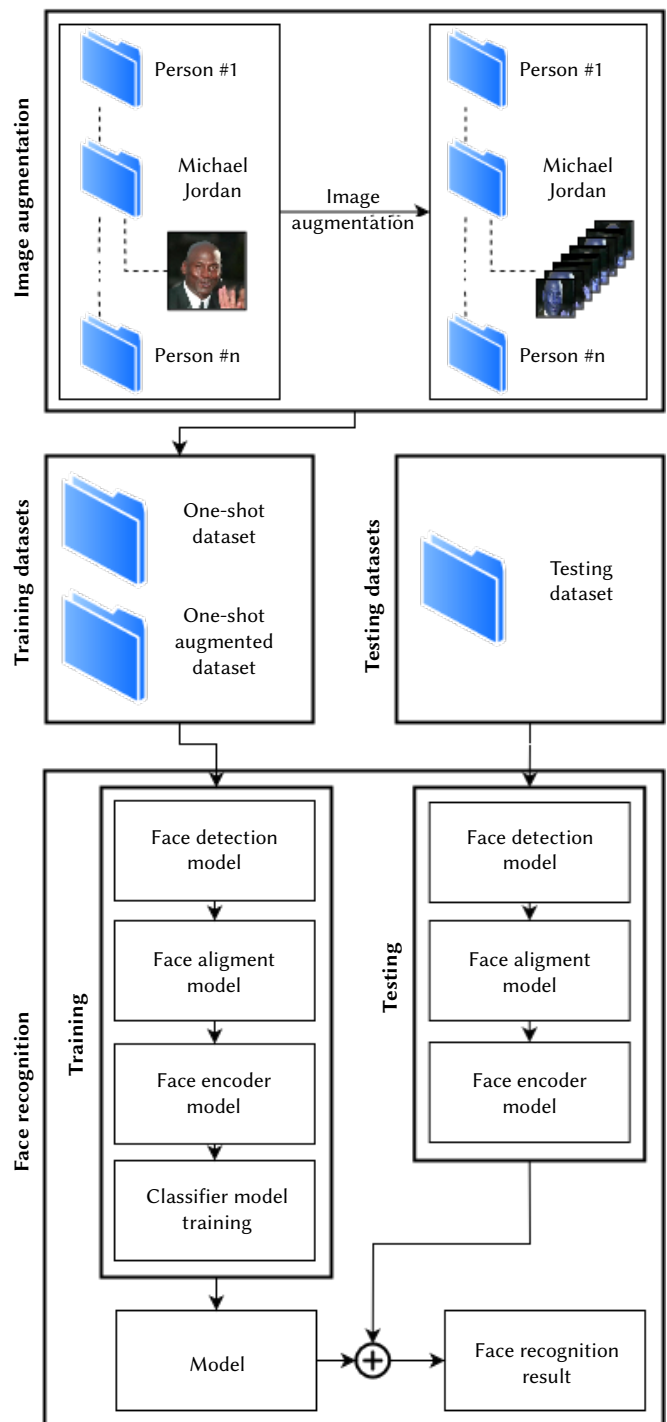 Image augmentation
Person #1
Michael
Jordan
Person #n
Image
augmentation
Person #1
Michael
Jordan
Person #n
Training datasets
One-shot
dataset
One-shot
augmented
dataset
Testing datasets
Testing
dataset
Face recognition
Training
Face detection
model
Face aligment
model
Face encoder
model
Classifier model
training
Testing
Face detection
model
Face aligment
model
Face encoder
model
Model
Face recognition
result